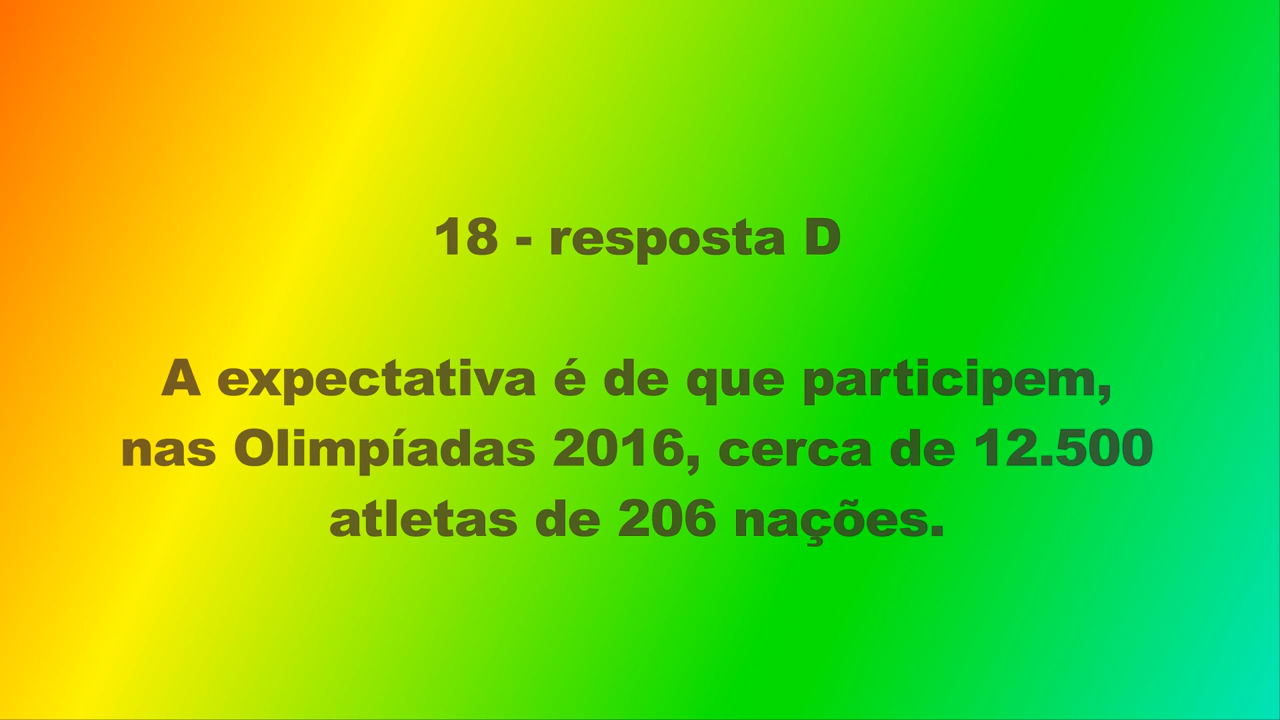 18 - resposta D
A expectativa é de que participem,
nas Olimpíadas 2016, cerca de 12.500
atletas de 206 nações.